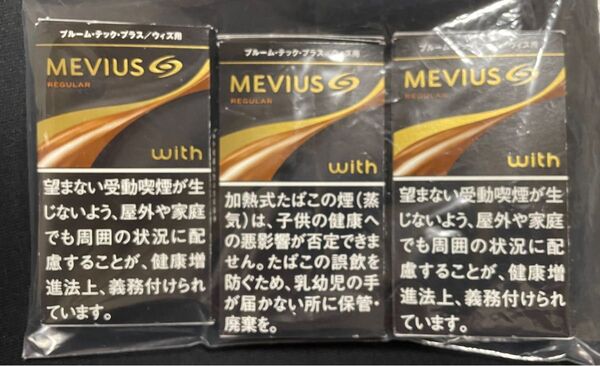 プルーム・テック・プラス／ウィズ用
MEVIUS
REGULAR
with
望まない受動喫煙が生
じないよう、屋外や家庭
でも周囲の状況に配
慮することが、健康増
進法上、義務付けられ
ています。
プルーム・テック・プラス／ウィズ用
MEVIUS
REGULAR
with
加熱式たばこの煙(蒸
気)は、子供の健康へ
の悪影響が否定できま
せん。たばこの誤飲を
防ぐため、乳幼児の手
が届かない所に保管・
廃棄を。
プルーム・テック・プラス／ウィズ用
MEVIUS
REGULAR
with
望まない受動喫煙が生
じないよう、屋外や家庭
でも周囲の状況に配
慮することが、健康増
進法上、義務付けられ
ています。